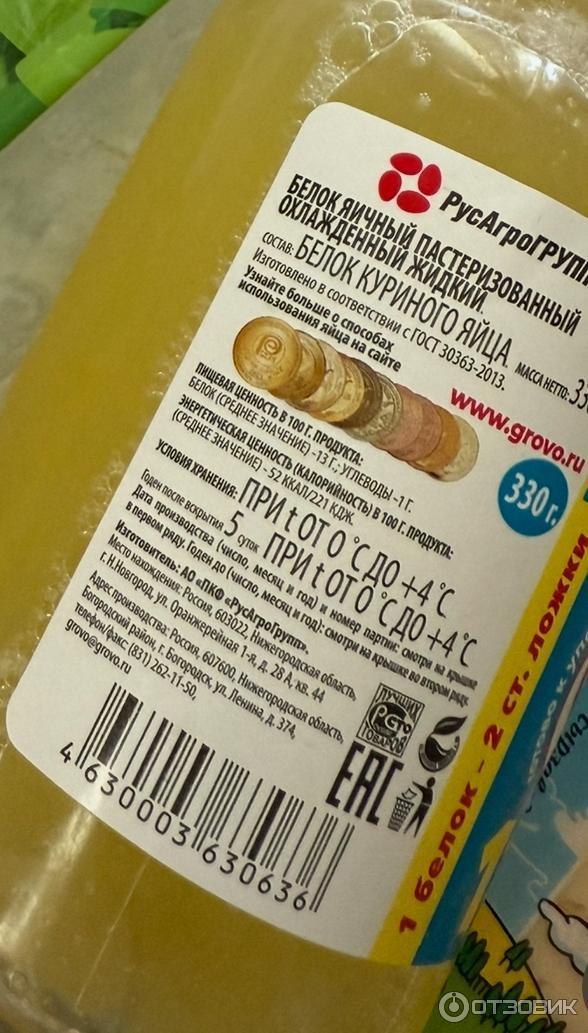 РусАгроГРУПП
БЕЛОК ЯИЧНЫЙ ПАСТЕРИЗОВАННЫЙ
ОХЛАЖДЕННЫЙ ЖИДКИЙ.
СОСТАВ: БЕЛОК КУРИНОГО ЯЙЦА.
Изготовлено в соответствии с ГОСТ 30363-2013.
МАССА НЕТТО: 33
Узнайте больше о способах
использования яйца на сайте
www.grovo.ru
330 г.
ПИЩЕВАЯ ЦЕННОСТЬ В 100 Г. ПРОДУКТА:
БЕЛОК (СРЕДНЕЕ ЗНАЧЕНИЕ) -13 Г.; УГЛЕВОДЫ -1 Г.
ЭНЕРГЕТИЧЕСКАЯ ЦЕННОСТЬ (КАЛОРИЙНОСТЬ) В 100 Г. ПРОДУКТА:
(СРЕДНЕЕ ЗНАЧЕНИЕ) - 52 ККАЛ/221 КДЖ.
УСЛОВИЯ ХРАНЕНИЯ: ПРИ t ОТ 0 °С ДО +4 °С
Годен после вскрытия 5 суток ПРИ t ОТ 0 °С ДО +4 °С
Дата производства (число, месяц и год) и номер партии: смотри на крышке
в первом ряду. Годен до (число, месяц и год): смотри на крышке во втором ряду.
Изготовитель: АО «ПКФ «РусАгроГрупп».
Место нахождения: Россия, 603022, Нижегородская область,
г. Н.Новгород, ул. Оранжерейная 1-я, д. 28 А, кв. 44
Адрес производства: Россия, 607600, Нижегородская область,
Богородский район, г. Богородск, ул. Ленина, д. 374,
телефон/факс (831) 262-11-50,
grovo@grovo.ru
ЛУЧШИХ
ТОВАРОВ
EAC
4 630003 630636
1 белок - 2 ст. ложки
ОТЗОВИК